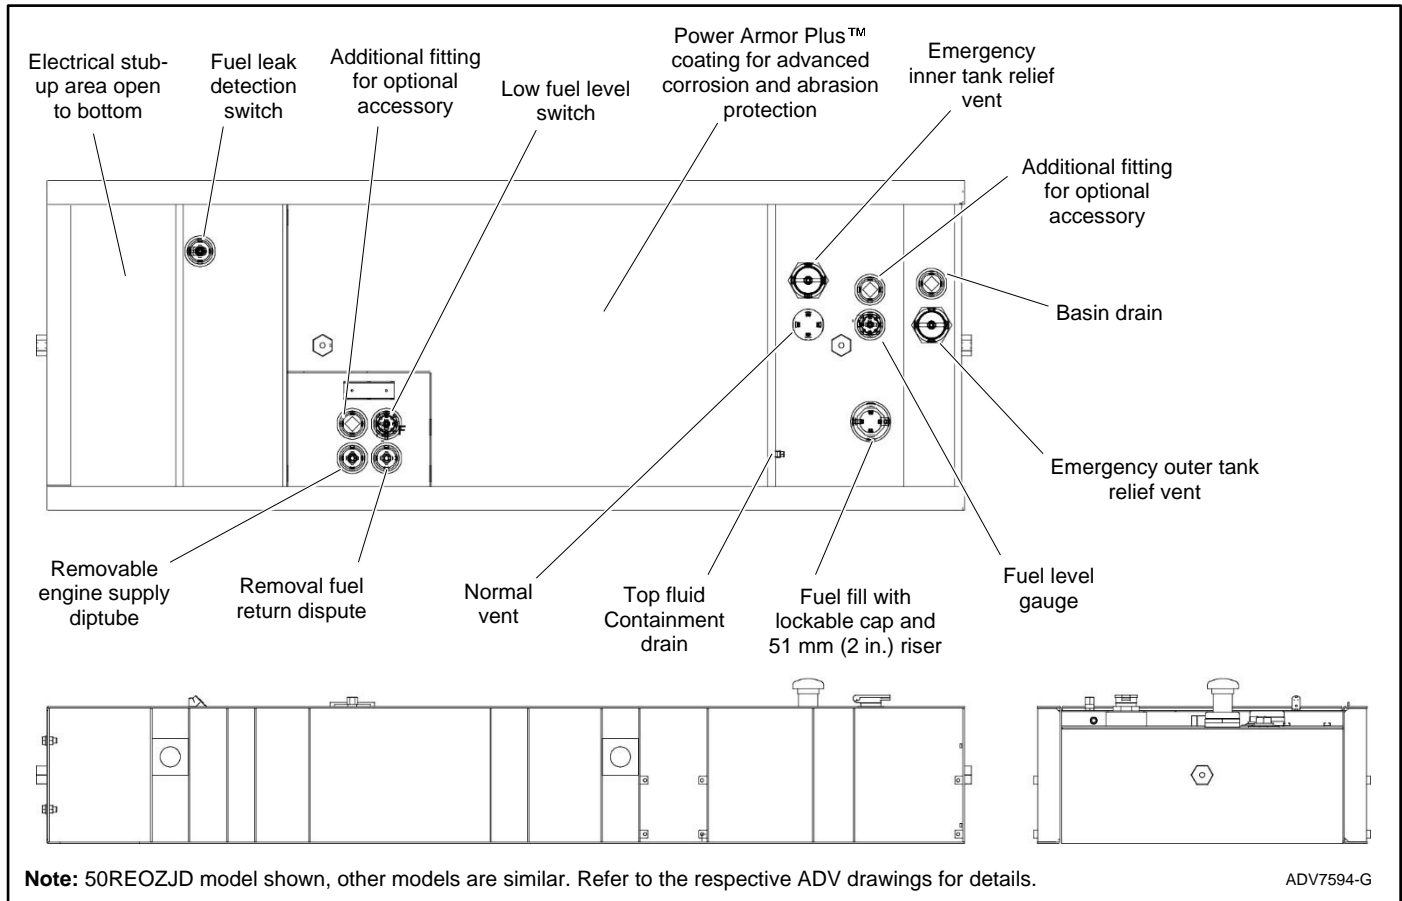 Electrical stub-
up area open
to bottom
Fuel leak
detection
switch
Additional fitting
for optional
accessory
Low fuel level
switch
Power Armor Plus™
coating for advanced
corrosion and abrasion
protection
Emergency
inner tank relief
vent
Additional fitting
for optional
accessory
Basin drain
Emergency outer tank
relief vent
Removable
engine supply
diptube
Removal fuel
return dispute
Normal
vent
Top fluid
Containment
drain
Fuel fill with
lockable cap and
51 mm (2 in.) riser
Fuel level
gauge
Note: 50REOZJD model shown, other models are similar. Refer to the respective ADV drawings for details.
ADV7594-G